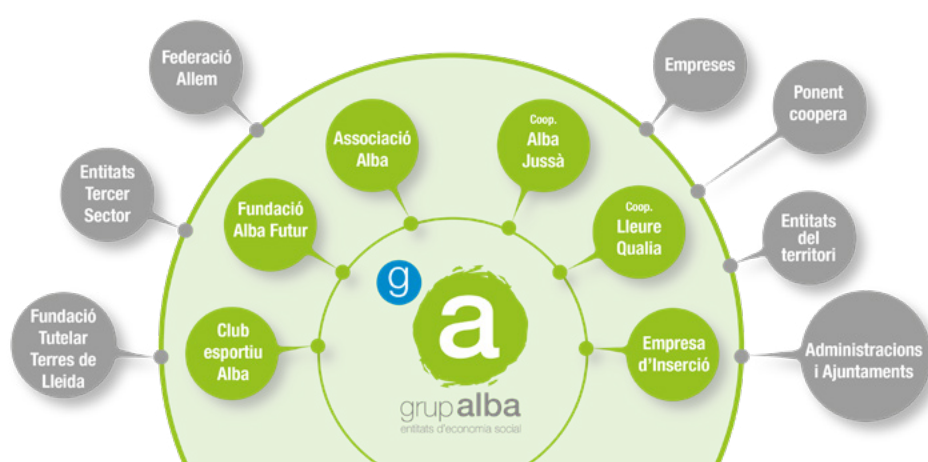 Federació
Allem
Empreses
Ponent
coopera
Associació
Alba
Coop.
Alba
Jussà
Entitats
Tercer
Sector
Fundació
Alba Futur
Coop.
Lleure
Qualia
Entitats
del
territori
g
a
Fundació
Tutelar
Terres de
Lleida
Club
esportiu
Alba
Empresa
d'Inserció
Administracions
i Ajuntaments
grup alba
entitats d'economia social